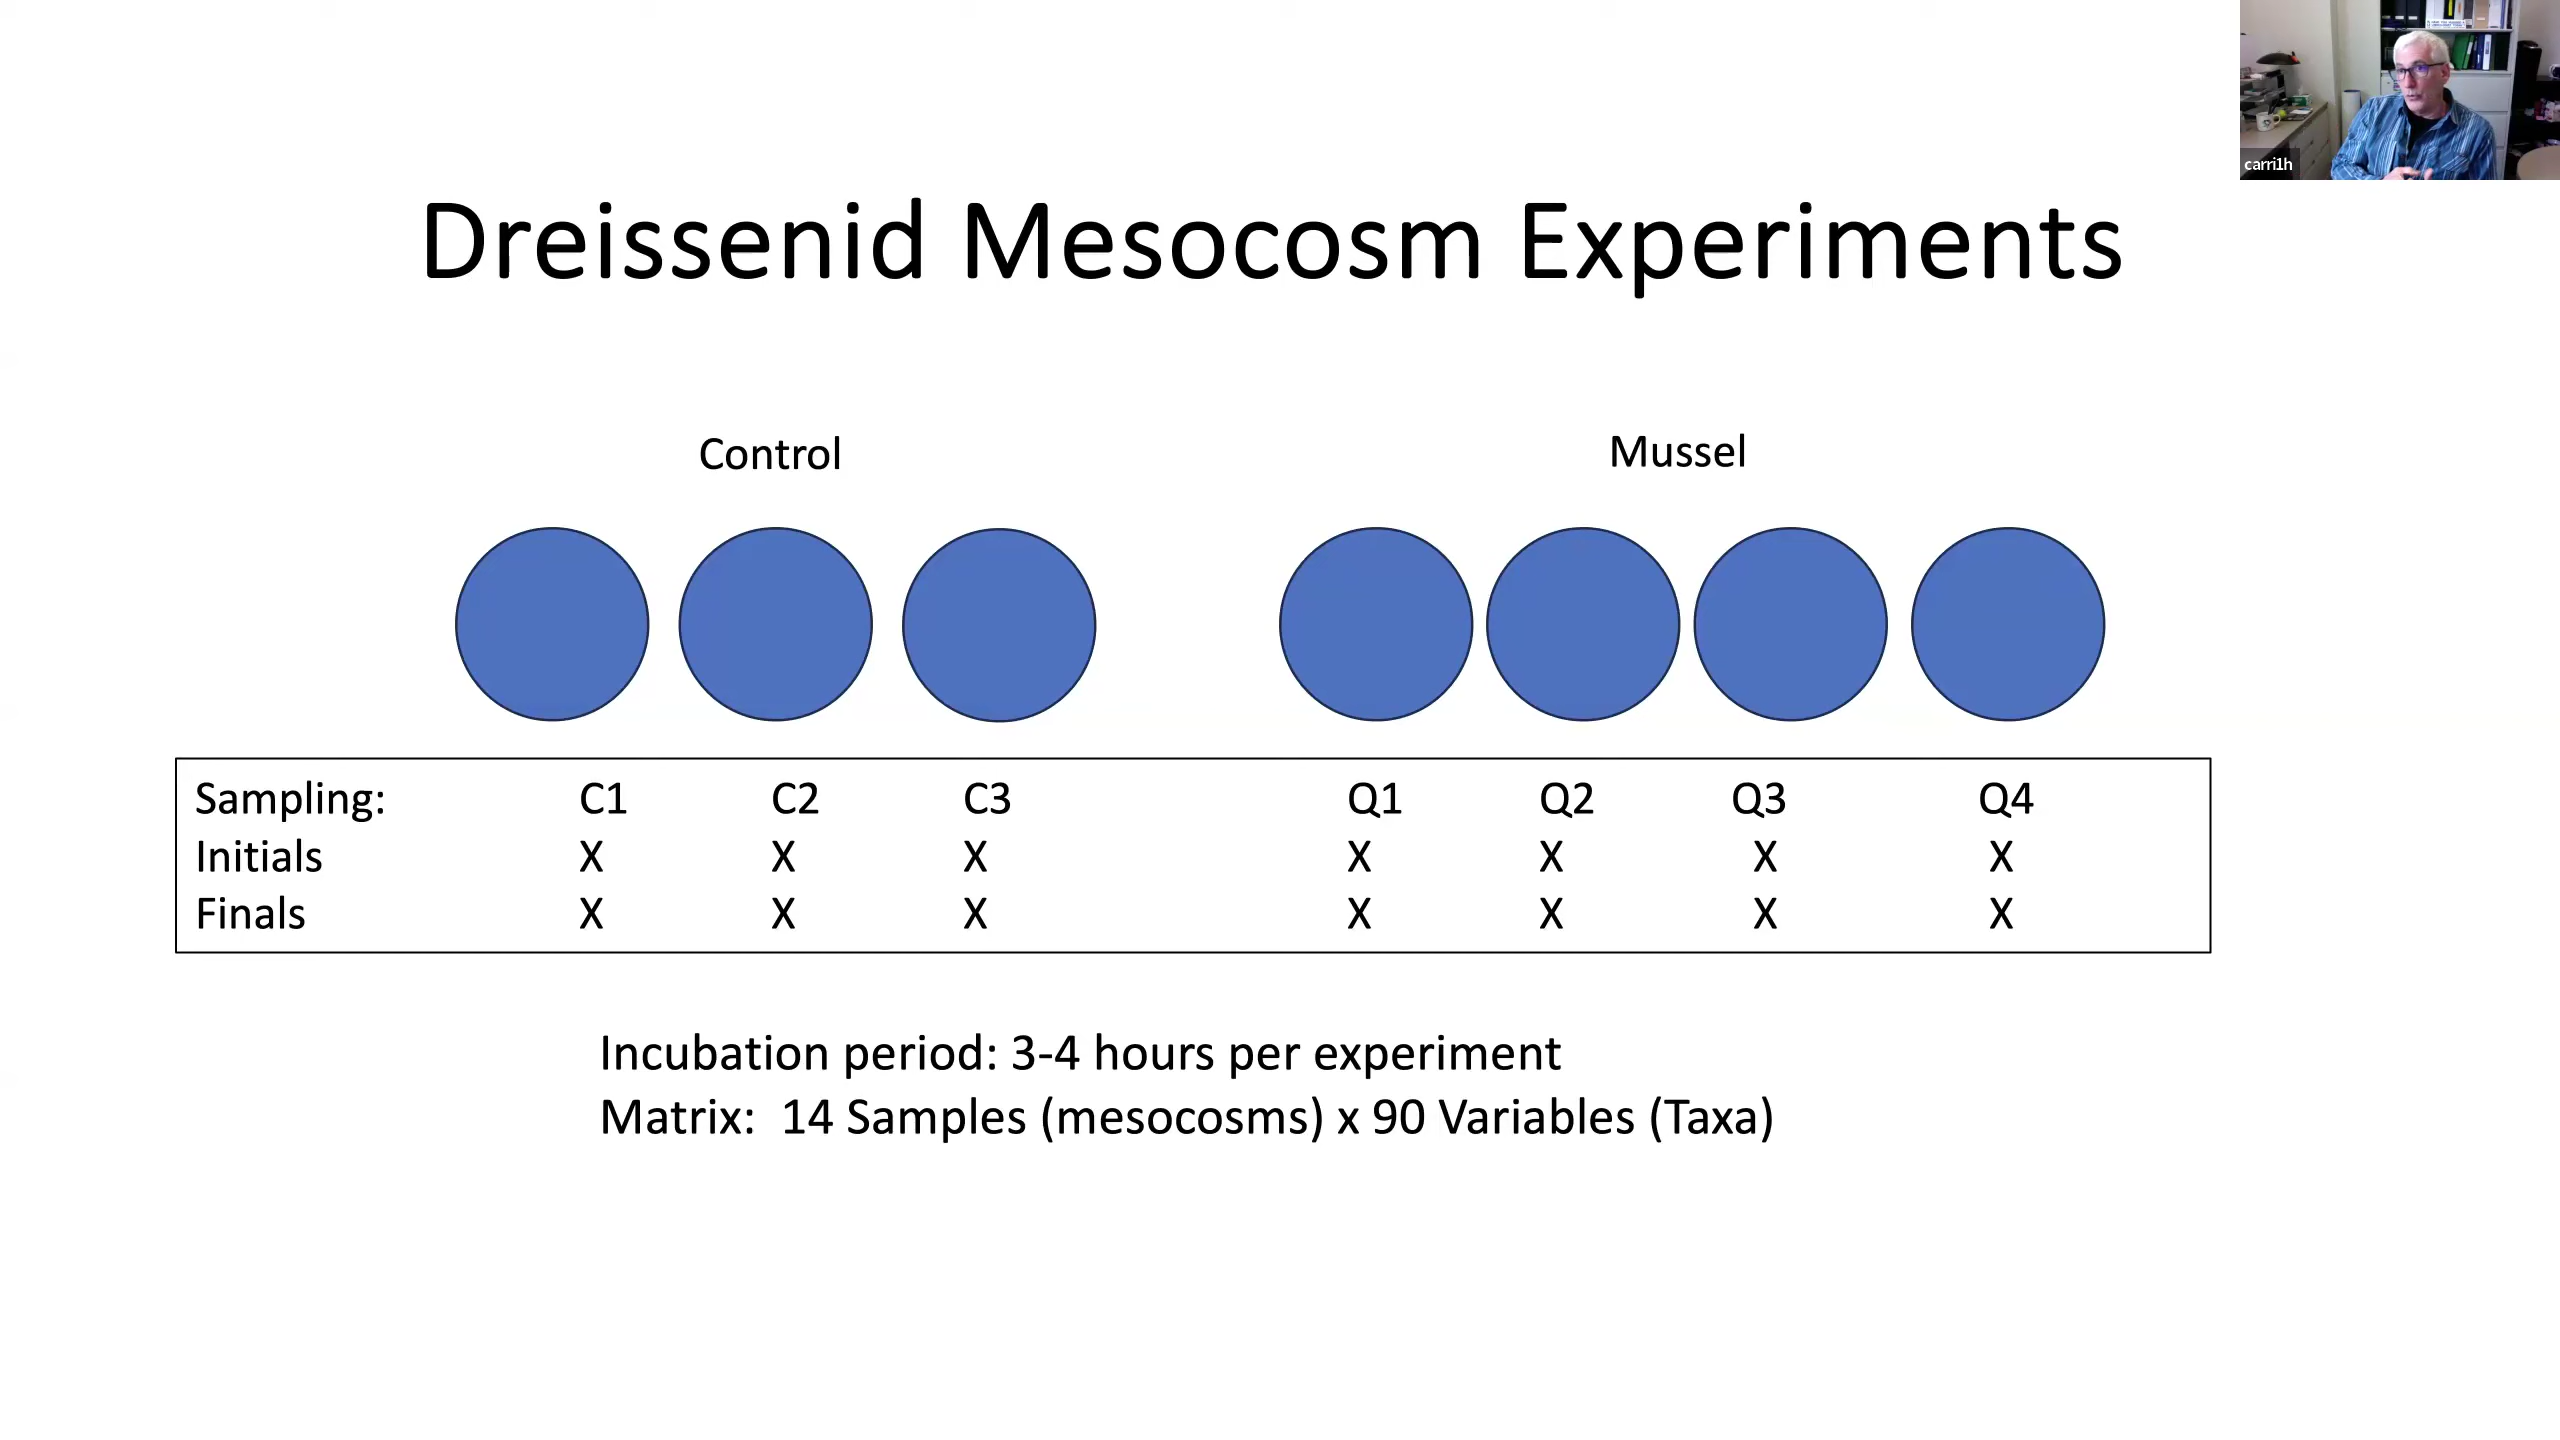 carri1h
Dreissenid Mesocosm Experiments
Control Mussel
Sampling: C1 C2 C3 Q1 Q2 Q3 Q4
Initials X X X X X X X
Finals X X X X X X X
Incubation period: 3-4 hours per experiment
Matrix: 14 Samples (mesocosms) x 90 Variables (Taxa)